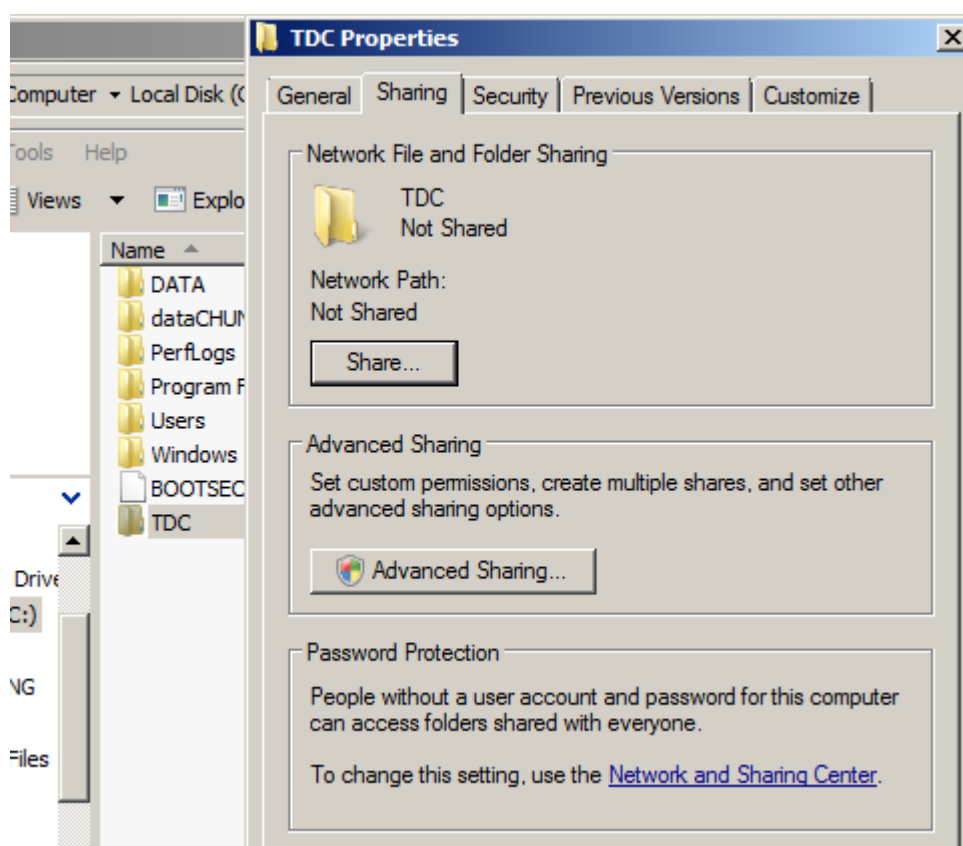 TDC Properties
Computer Local Disk (C
General Sharing Security Previous Versions Customize
Tools Help
Views Explo
Name
DATA
dataCHUN
PerfLogs
Program F
Users
Windows
BOOTSEC
TDC
Drive
C:)
NG
Files
Network File and Folder Sharing
TDC
Not Shared
Network Path:
Not Shared
Share...
Advanced Sharing
Set custom permissions, create multiple shares, and set other
advanced sharing options.
Advanced Sharing...
Password Protection
People without a user account and password for this computer
can access folders shared with everyone.
To change this setting, use the Network and Sharing Center.